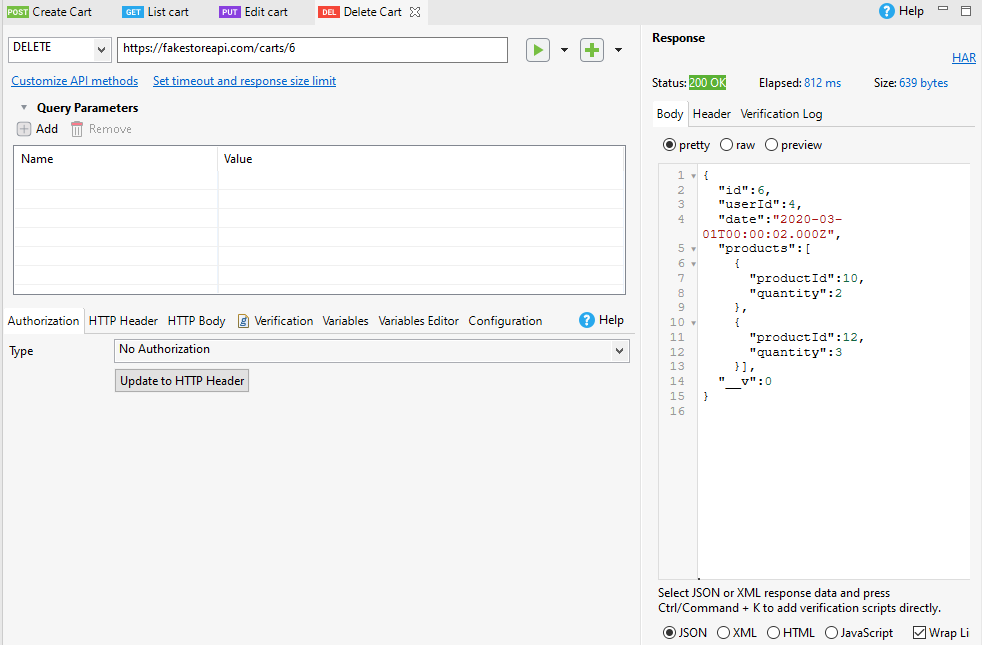 POST Create Cart GET List cart PUT Edit cart DEL Delete Cart Help
DELETE https://fakestoreapi.com/carts/6
Customize API methods Set timeout and response size limit
Query Parameters
Add Remove
Name Value
Authorization HTTP Header HTTP Body Verification Variables Variables Editor Configuration Help
Type No Authorization
Update to HTTP Header
Response
HAR
Status: 200 OK Elapsed: 812 ms Size: 639 bytes
Body Header Verification Log
pretty raw preview
1 {
2 "id":6,
3 "userId":4,
4 "date":"2020-03-
01T00:00:02.000Z",
5 "products":[
6 {
7 "productId":10,
8 "quantity":2
9 },
10 {
11 "productId":12,
12 "quantity":3
13 }],
14 "__v":0
15 }
16
Select JSON or XML response data and press
Ctrl/Command + K to add verification scripts directly.
JSON XML HTML JavaScript Wrap Li